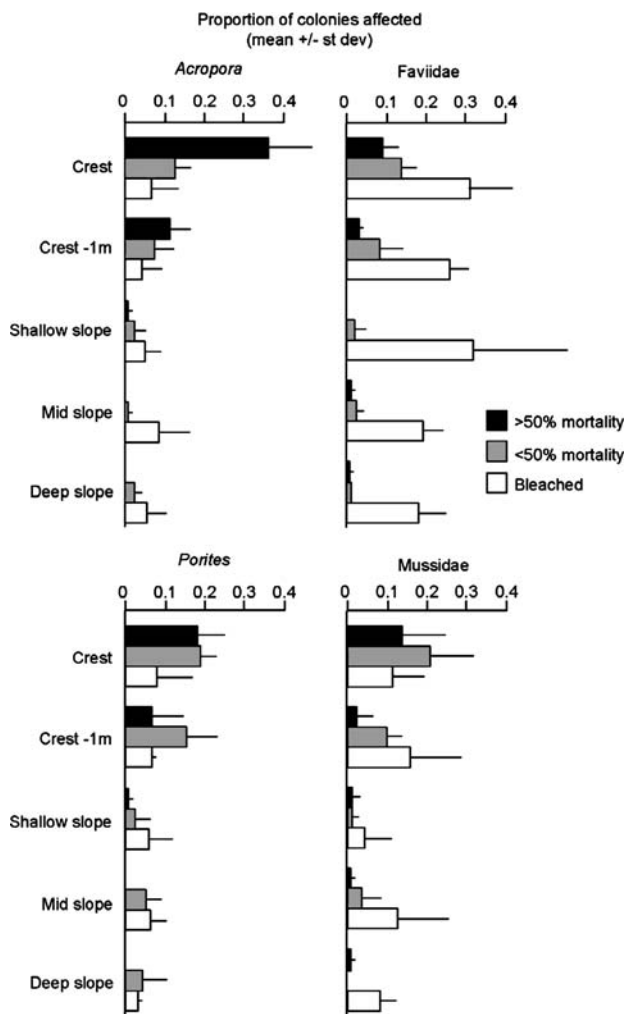 Proportion of colonies affected
(mean +/- st dev)
Acropora
Faviidae
0 0.1 0.2 0.3 0.4
0 0.1 0.2 0.3 0.4
Crest
Crest -1m
Shallow slope
Mid slope
Deep slope
>50% mortality
<50% mortality
Bleached
Porites
Mussidae
0 0.1 0.2 0.3 0.4
0 0.1 0.2 0.3 0.4
Crest
Crest -1m
Shallow slope
Mid slope
Deep slope